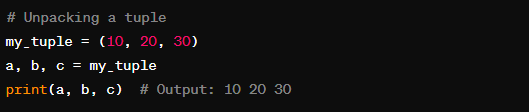 # Unpacking a tuple
my_tuple = (10, 20, 30)
a, b, c = my_tuple
print(a, b, c)  # Output: 10 20 30